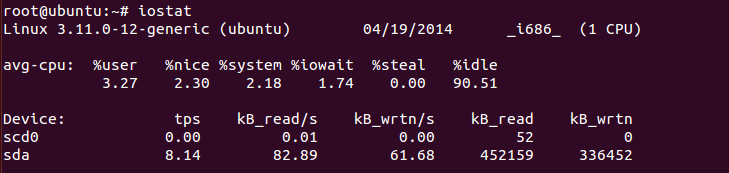 root@ubuntu:~# iostat
Linux 3.11.0-12-generic (ubuntu) 04/19/2014 _i686_ (1 CPU)
avg-cpu: %user %nice %system %iowait %steal %idle
3.27 2.30 2.18 1.74 0.00 90.51
Device: tps kB_read/s kB_wrtn/s kB_read kB_wrtn
scd0 0.00 0.01 0.00 52 0
sda 8.14 82.89 61.68 452159 336452